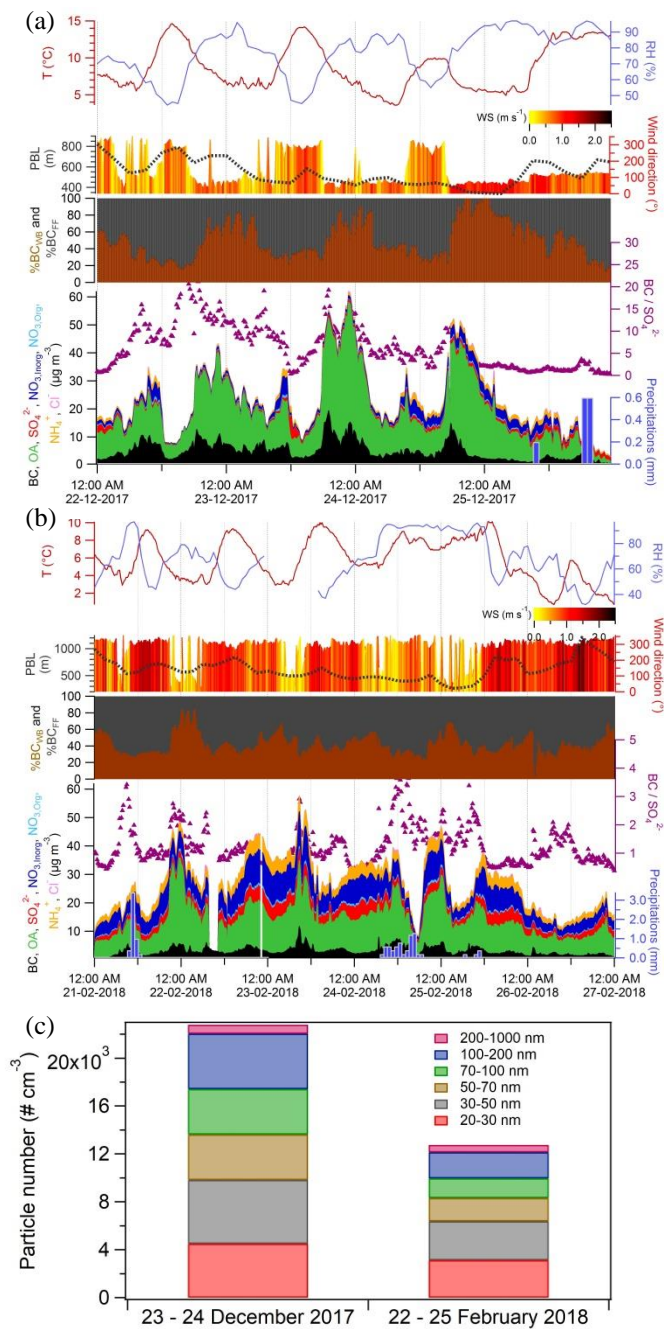 (a)
15
10
5
T (°C)
90
80
70
60
50
RH (%)
WS (m s⁻¹)
0.0 1.0 2.0
800
600
400
PBL
(m)
300
200
100
0
Wind direction (°)
100
80
60
40
20
0
%BC_WB and
%BC_FF
30
25
20
15
10
5
0
BC / SO₄²⁻
60
50
40
30
20
10
0
BC, OA, SO₄²⁻, NO₃,Inorg, NO₃,Org,
NH₄⁺, Cl⁻ (µg m⁻³)
0.6
0.4
0.2
0.0
Precipitations (mm)
12:00 AM 12:00 AM 12:00 AM 12:00 AM
22-12-2017 23-12-2017 24-12-2017 25-12-2017
(b)
10
8
6
4
2
T (°C)
80
60
40
RH (%)
WS (m s⁻¹)
0.0 1.0 2.0
1000
500
PBL
(m)
300
200
100
0
Wind direction (°)
100
80
60
40
20
0
%BC_WB and
%BC_FF
5
4
3
2
1
BC / SO₄²⁻
60
50
40
30
20
10
BC, OA, SO₄²⁻, NO₃,Inorg, NO₃,Org,
NH₄⁺, Cl⁻ (µg m⁻³)
3.0
2.0
1.0
0.0
Precipitations (mm)
12:00 AM 12:00 AM 12:00 AM 12:00 AM 12:00 AM 12:00 AM 12:00 AM
21-02-2018 22-02-2018 23-02-2018 24-02-2018 25-02-2018 26-02-2018 27-02-2018
(c)
20x10³
16
12
8
4
0
Particle number (# cm⁻³)
200-1000 nm
100-200 nm
70-100 nm
50-70 nm
30-50 nm
20-30 nm
23 - 24 December 2017 22 - 25 February 2018